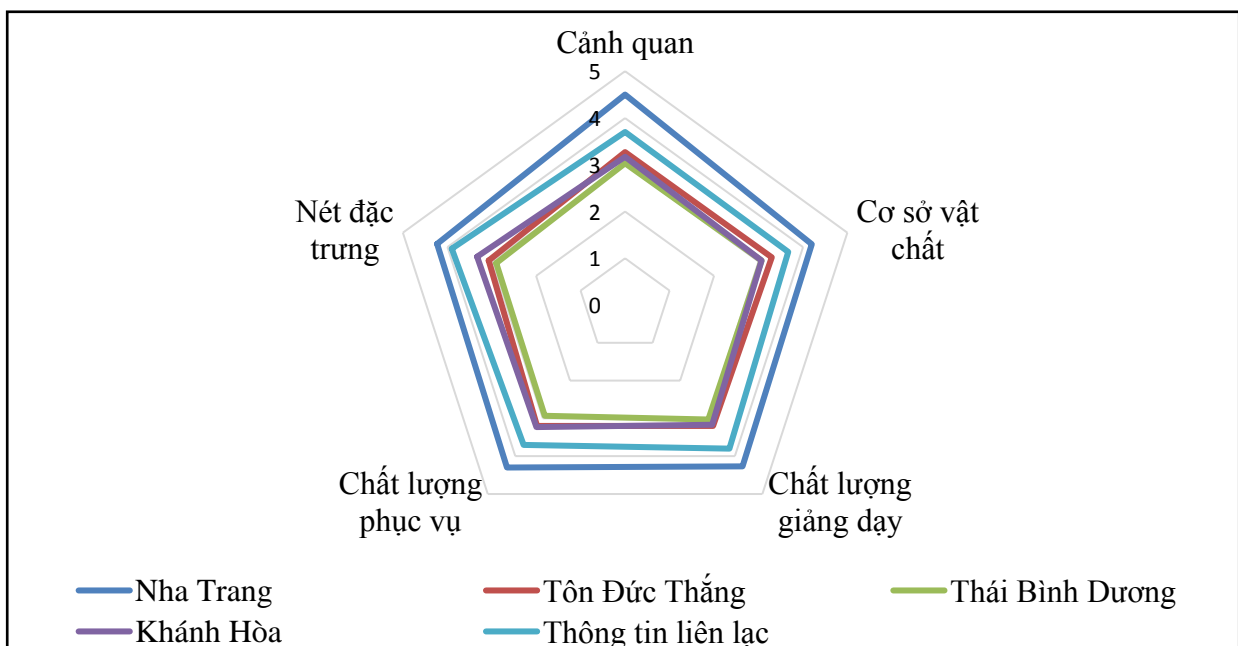 Cảnh quan
5
4
3
2
1
0
Cơ sở vật
chất
Chất lượng
giảng dạy
Chất lượng
phục vụ
Nét đặc
trưng
Nha Trang
Tôn Đức Thắng
Thái Bình Dương
Khánh Hòa
Thông tin liên lạc